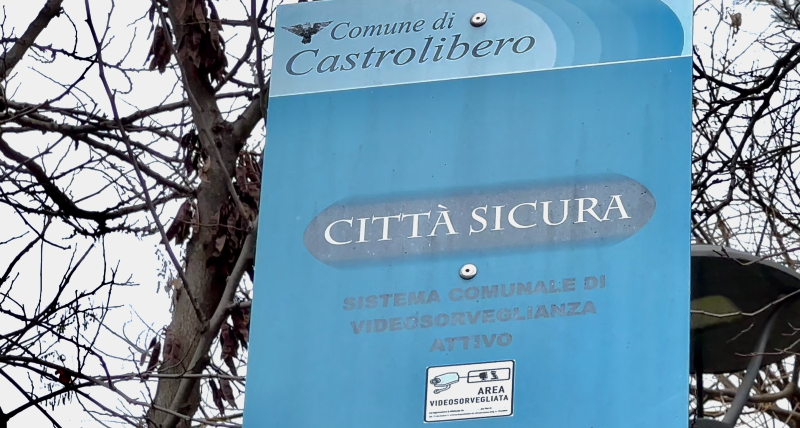 Comune di
Castrolibero
CITTÀ SICURA
SISTEMA COMUNALE DI
VIDEOSORVEGLIANZA
ATTIVO
AREA
VIDEOSORVEGLIATA